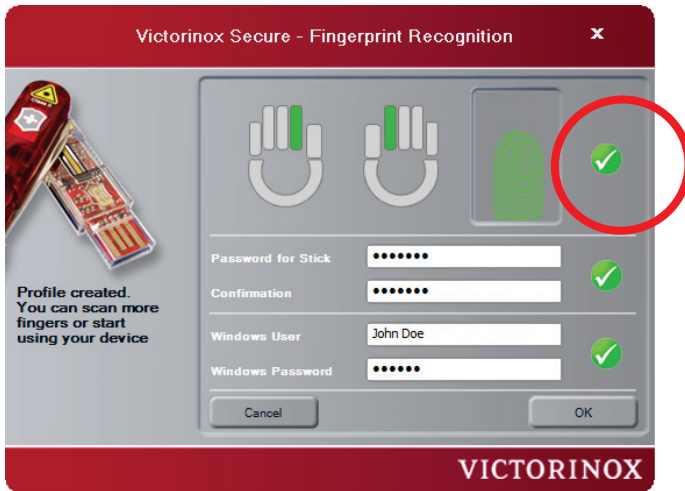 Victorinox Secure - Fingerprint Recognition
x
Password for Stick
•••••••
Confirmation
•••••••
Profile created.
You can scan more
fingers or start
using your device
Windows User
John Doe
Windows Password
••••••
Cancel
OK
VICTORINOX